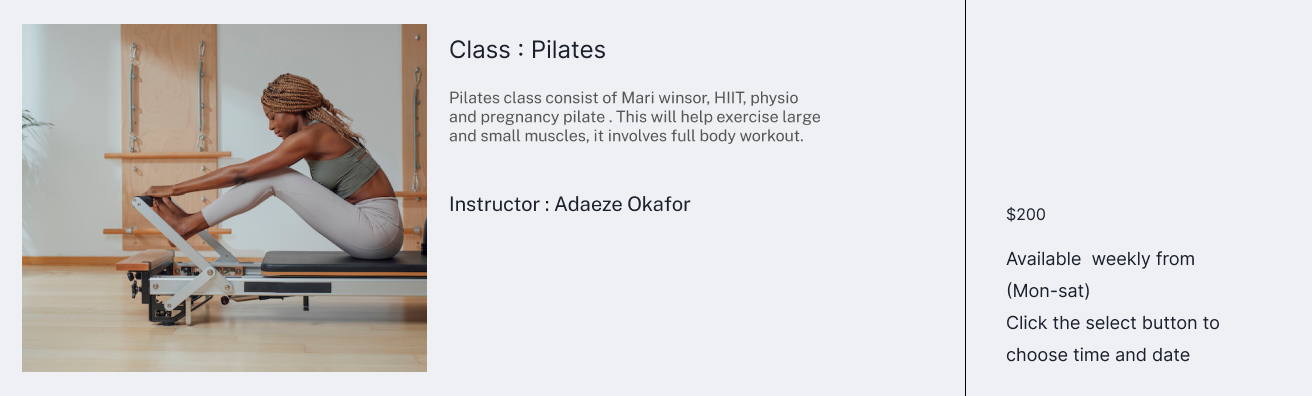 Class : Pilates
Pilates class consist of Mari winsor, HIIT, physio
and pregnancy pilate . This will help exercise large
and small muscles, it involves full body workout.
Instructor : Adaeze Okafor
$200
Available  weekly from
(Mon-sat)
Click the select button to
choose time and date